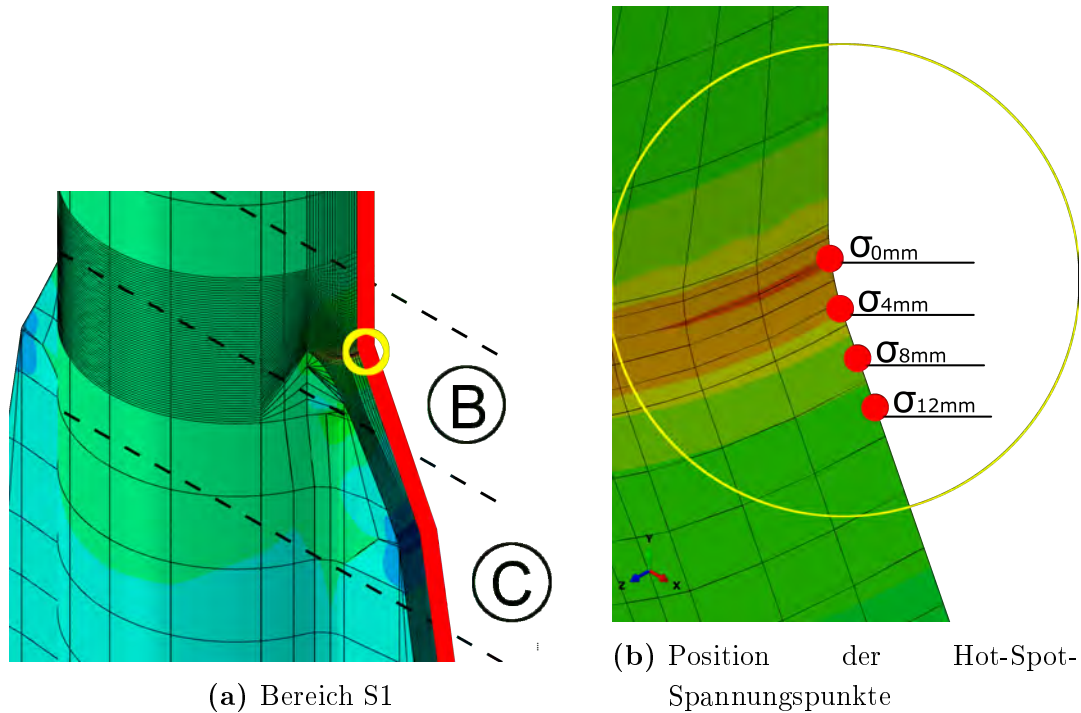 B
C
(a) Bereich S1
σ0mm
σ4mm
σ8mm
σ12mm
Y
Z
X
(b) Position der Hot-Spot-
Spannungspunkte